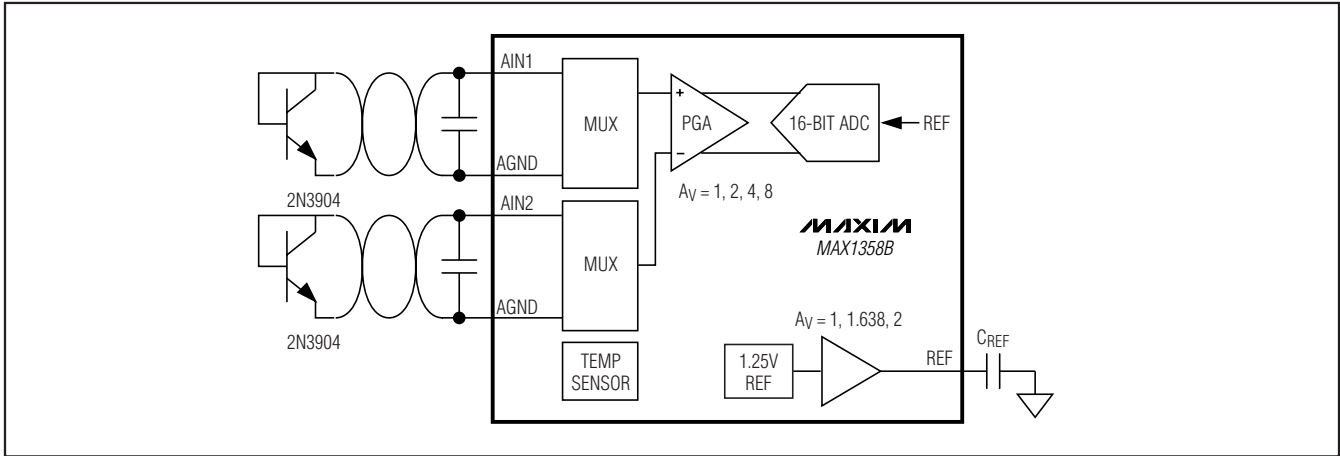 AIN1
MUX
+
PGA
−
16-BIT ADC
REF
AGND
2N3904
AV = 1, 2, 4, 8
AIN2
MUX
MAXIM
MAX1358B
AGND
2N3904
AV = 1, 1.638, 2
CREF
TEMP
SENSOR
1.25V
REF
REF